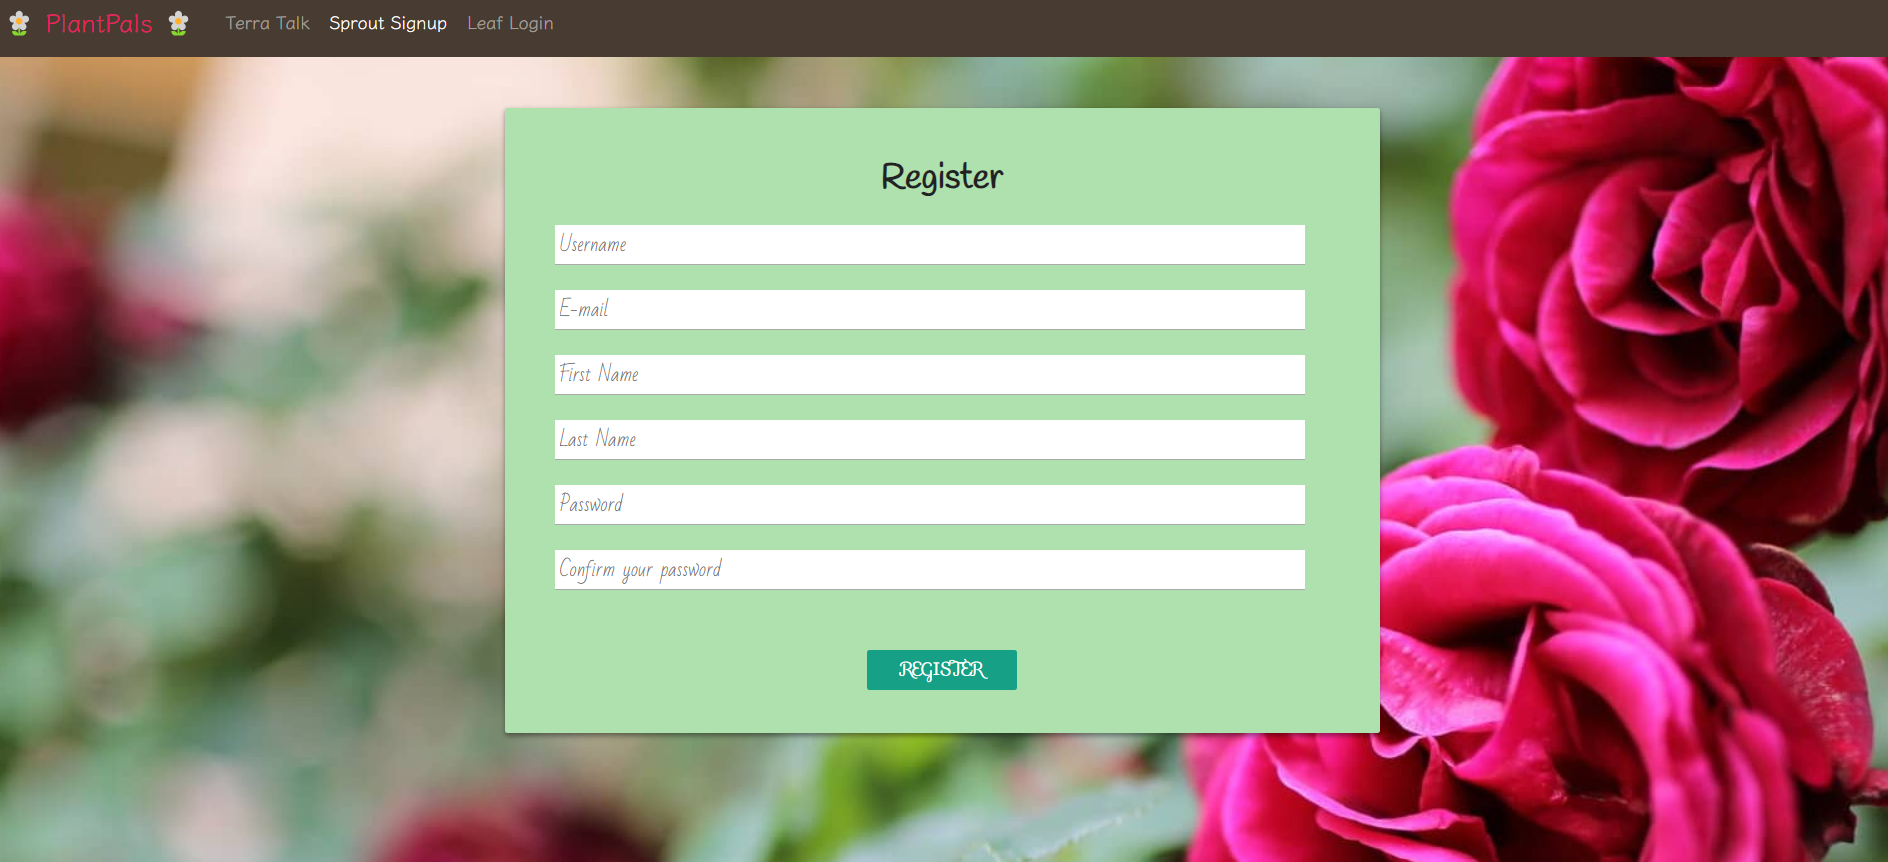 PlantPals Terra Talk Sprout Signup Leaf Login
Register
Username
E-mail
First Name
Last Name
Password
Confirm your password
REGISTER